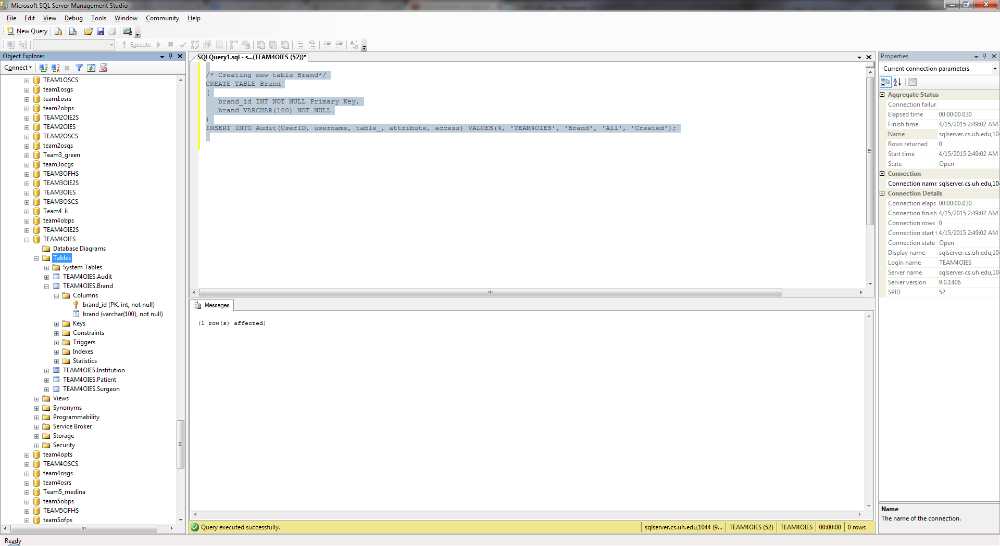 Microsoft SQL Server Management Studio
File Edit View Debug Tools Window Community Help
New Query
Execute
Object Explorer
Connect
TEAM1OSCS
team1osgs
team1osrs
team2obps
TEAM2OIE2S
TEAM2OIES
TEAM2OSCS
team2osgs
Team3_green
team3ocgs
TEAM3OFHS
TEAM3OIE2S
TEAM3OIES
TEAM3OSCS
Team4_li
team4obps
TEAM4OIE2S
TEAM4OIES
Database Diagrams
Tables
System Tables
TEAM4OIES.Audit
TEAM4OIES.Brand
Columns
brand_id (PK, int, not null)
brand (varchar(100), not null)
Keys
Constraints
Triggers
Indexes
Statistics
TEAM4OIES.Institution
TEAM4OIES.Patient
TEAM4OIES.Surgeon
Views
Synonyms
Programmability
Service Broker
Storage
Security
team4opts
TEAM4OSCS
team4osgs
team4osrs
Team5_medina
team5obps
TEAM5OFHS
team5ofps
SQLQuery1.sql - s...(TEAM4OIES (52))*
/* Creating new table Brand*/
CREATE TABLE Brand
(
brand_id INT NOT NULL Primary Key,
brand VARCHAR(100) NOT NULL
)
INSERT INTO Audit(UserID, username, table_, attribute, access) VALUES(4, 'TEAM4OIES', 'Brand', 'All', 'Created');
Messages
(1 row(s) affected)
Query executed successfully.
sqlserver.cs.uh.edu,1044 (9... TEAM4OIES (52) TEAM4OIES 00:00:00 0 rows
Properties
Current connection parameters
Aggregate Status
Connection failur
Elapsed time 00:00:00.030
Finish time 4/15/2015 2:49:02 AM
Name sqlserver.cs.uh.edu,104
Rows returned 0
Start time 4/15/2015 2:49:02 AM
State Open
Connection
Connection name sqlserver.cs.uh.edu,104
Connection Details
Connection elaps 00:00:00.030
Connection finish 4/15/2015 2:49:02 AM
Connection rows 0
Connection start t 4/15/2015 2:49:02 AM
Connection state Open
Display name sqlserver.cs.uh.edu,104
Login name TEAM4OIES
Server name sqlserver.cs.uh.edu,104
Server version 9.0.1406
SPID 52
Name
The name of the connection.
Ready